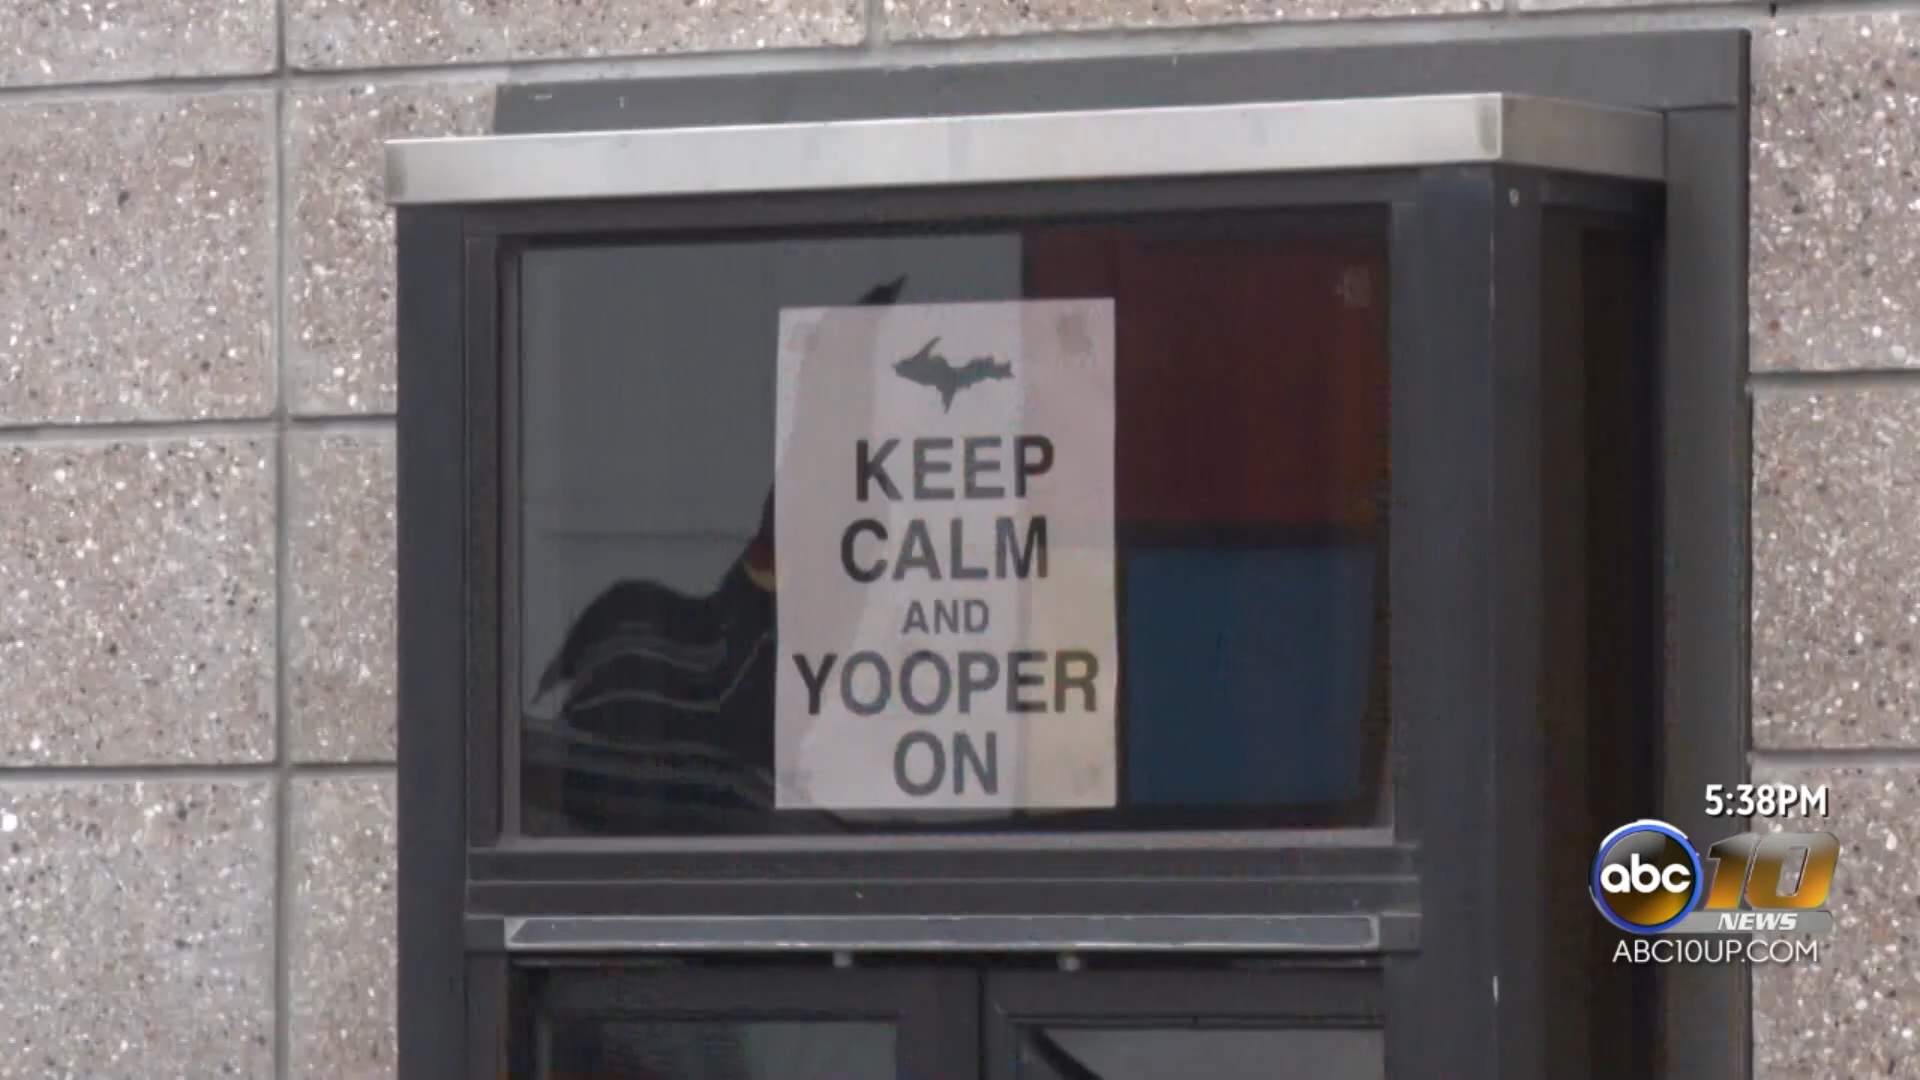 KEEP
CALM
AND
YOOPER
ON
5:38PM
abc 10
NEWS
ABC10UP.COM